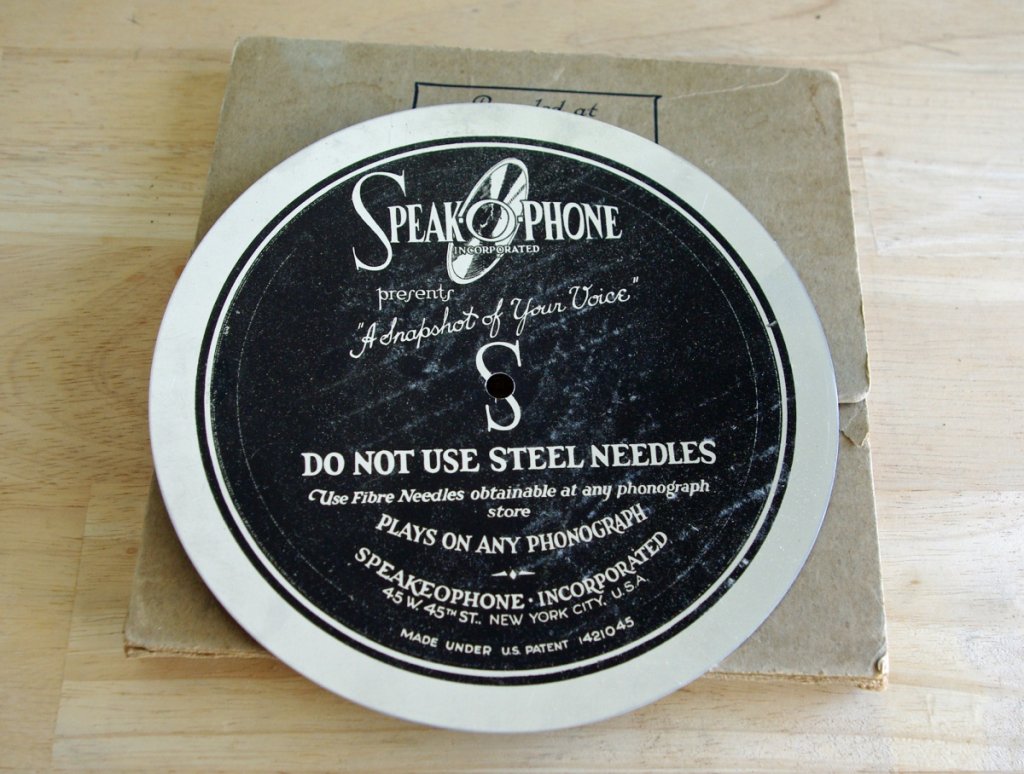 at
SPEAK·O·PHONE
INCORPORATED
presents
"A Snapshot of Your Voice"
S
DO NOT USE STEEL NEEDLES
Use Fibre Needles obtainable at any phonograph
store
PLAYS ON ANY PHONOGRAPH
SPEAKEOPHONE · INCORPORATED
45 W. 45TH ST., NEW YORK CITY, U.S.A
MADE UNDER U.S. PATENT 1421045